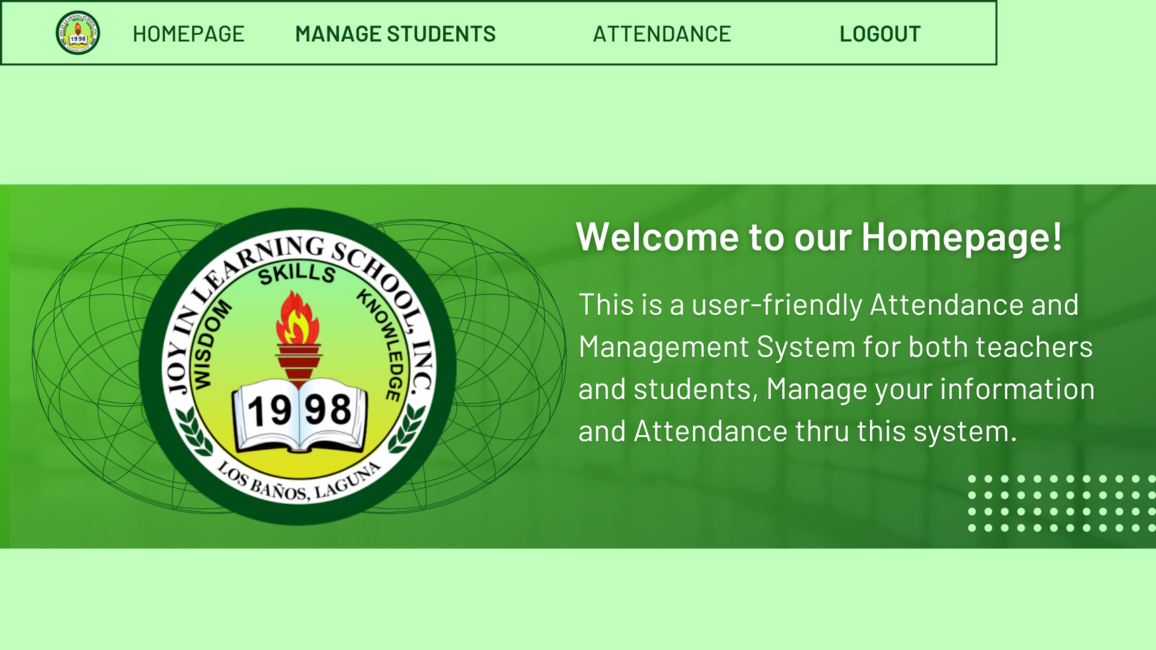 HOMEPAGE MANAGE STUDENTS ATTENDANCE LOGOUT
JOY IN LEARNING SCHOOL, INC.
WISDOM
SKILLS
KNOWLEDGE
1998
LOS BAÑOS, LAGUNA
Welcome to our Homepage!
This is a user-friendly Attendance and
Management System for both teachers
and students, Manage your information
and Attendance thru this system.